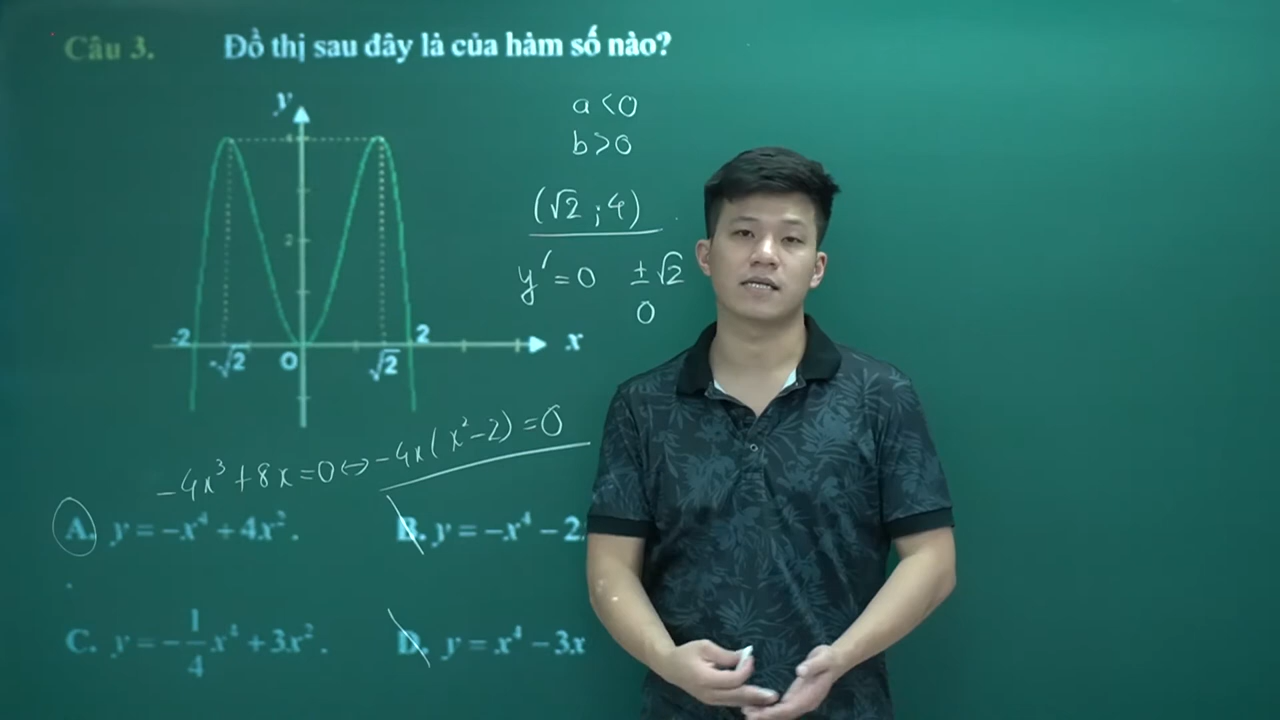 Câu 3. Đồ thị sau đây là của hàm số nào?
y
a < 0
b > 0
(√2 ; 4)
2
y' = 0 ± √2
0
-2 -√2 O √2 2 x
-4x³ + 8x = 0 ⇔ -4x(x² - 2) = 0
A. y = -x⁴ + 4x².
B. y = -x⁴ - 2
C. y = -1/4 x⁴ + 3x².
D. y = x⁴ - 3x